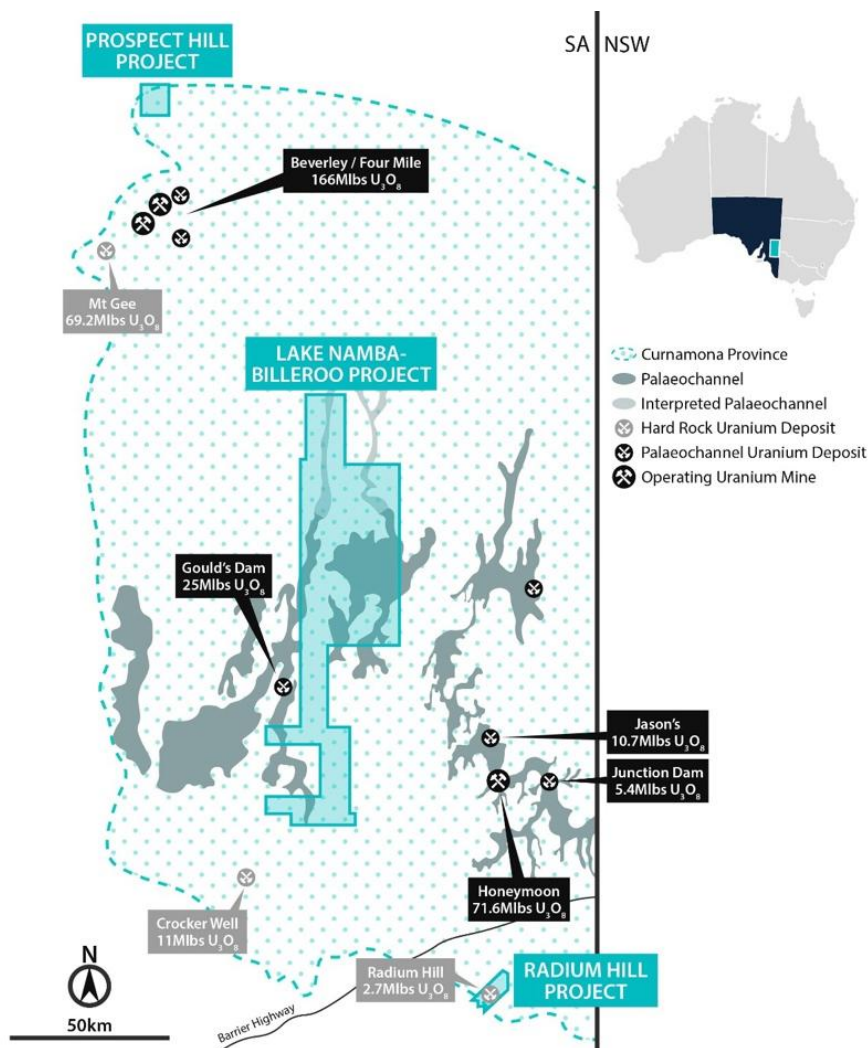 PROSPECT HILL
PROJECT
SA
NSW
Beverley / Four Mile
166Mlbs U₃O₈
Mt Gee
69.2Mlbs U₃O₈
LAKE NAMBA-
BILLEROO PROJECT
Curnamona Province
Palaeochannel
Interpreted Palaeochannel
Hard Rock Uranium Deposit
Palaeochannel Uranium Deposit
Operating Uranium Mine
Gould's Dam
25Mlbs U₃O₈
Jason's
10.7Mlbs U₃O₈
Junction Dam
5.4Mlbs U₃O₈
Honeymoon
71.6Mlbs U₃O₈
Crocker Well
11Mlbs U₃O₈
Radium Hill
2.7Mlbs U₃O₈
RADIUM HILL
PROJECT
N
50km
Barrier Highway